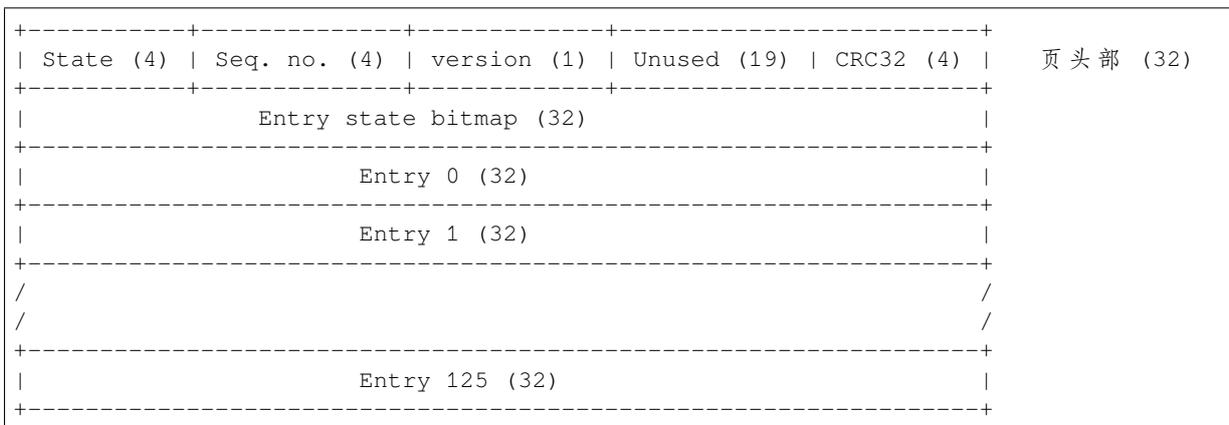 +-----------+--------------+-------------+-------------------------+
| State (4) | Seq. no. (4) | version (1) | Unused (19) | CRC32 (4) | 页头部 (32)
+-----------+--------------+-------------+-------------------------+
| Entry state bitmap (32) |
+------------------------------------------------------------------+
| Entry 0 (32) |
+------------------------------------------------------------------+
| Entry 1 (32) |
+------------------------------------------------------------------+
/ /
/ /
+------------------------------------------------------------------+
| Entry 125 (32) |
+------------------------------------------------------------------+